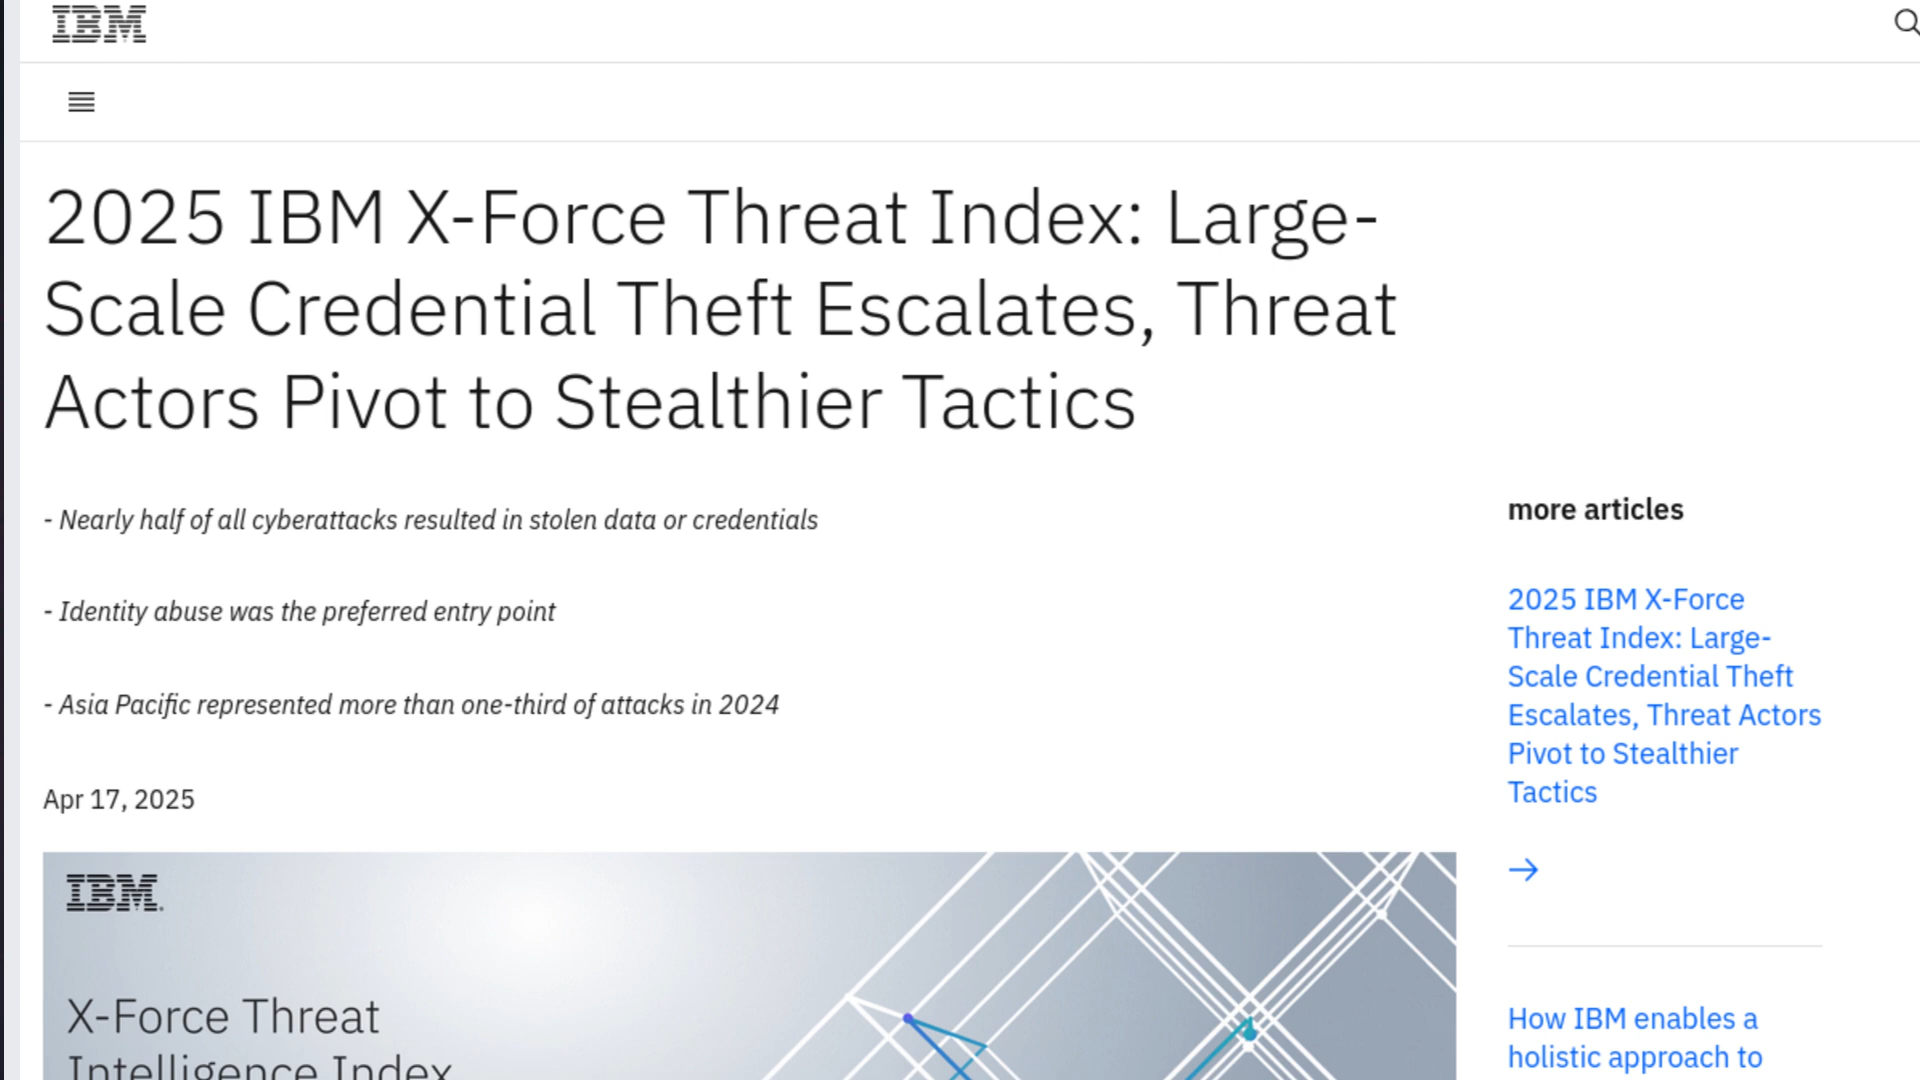 IBM
2025 IBM X-Force Threat Index: Large-
Scale Credential Theft Escalates, Threat
Actors Pivot to Stealthier Tactics
- Nearly half of all cyberattacks resulted in stolen data or credentials
- Identity abuse was the preferred entry point
- Asia Pacific represented more than one-third of attacks in 2024
Apr 17, 2025
IBM.
X-Force Threat
Intelligence Index
more articles
2025 IBM X-Force
Threat Index: Large-
Scale Credential Theft
Escalates, Threat Actors
Pivot to Stealthier
Tactics
How IBM enables a
holistic approach to